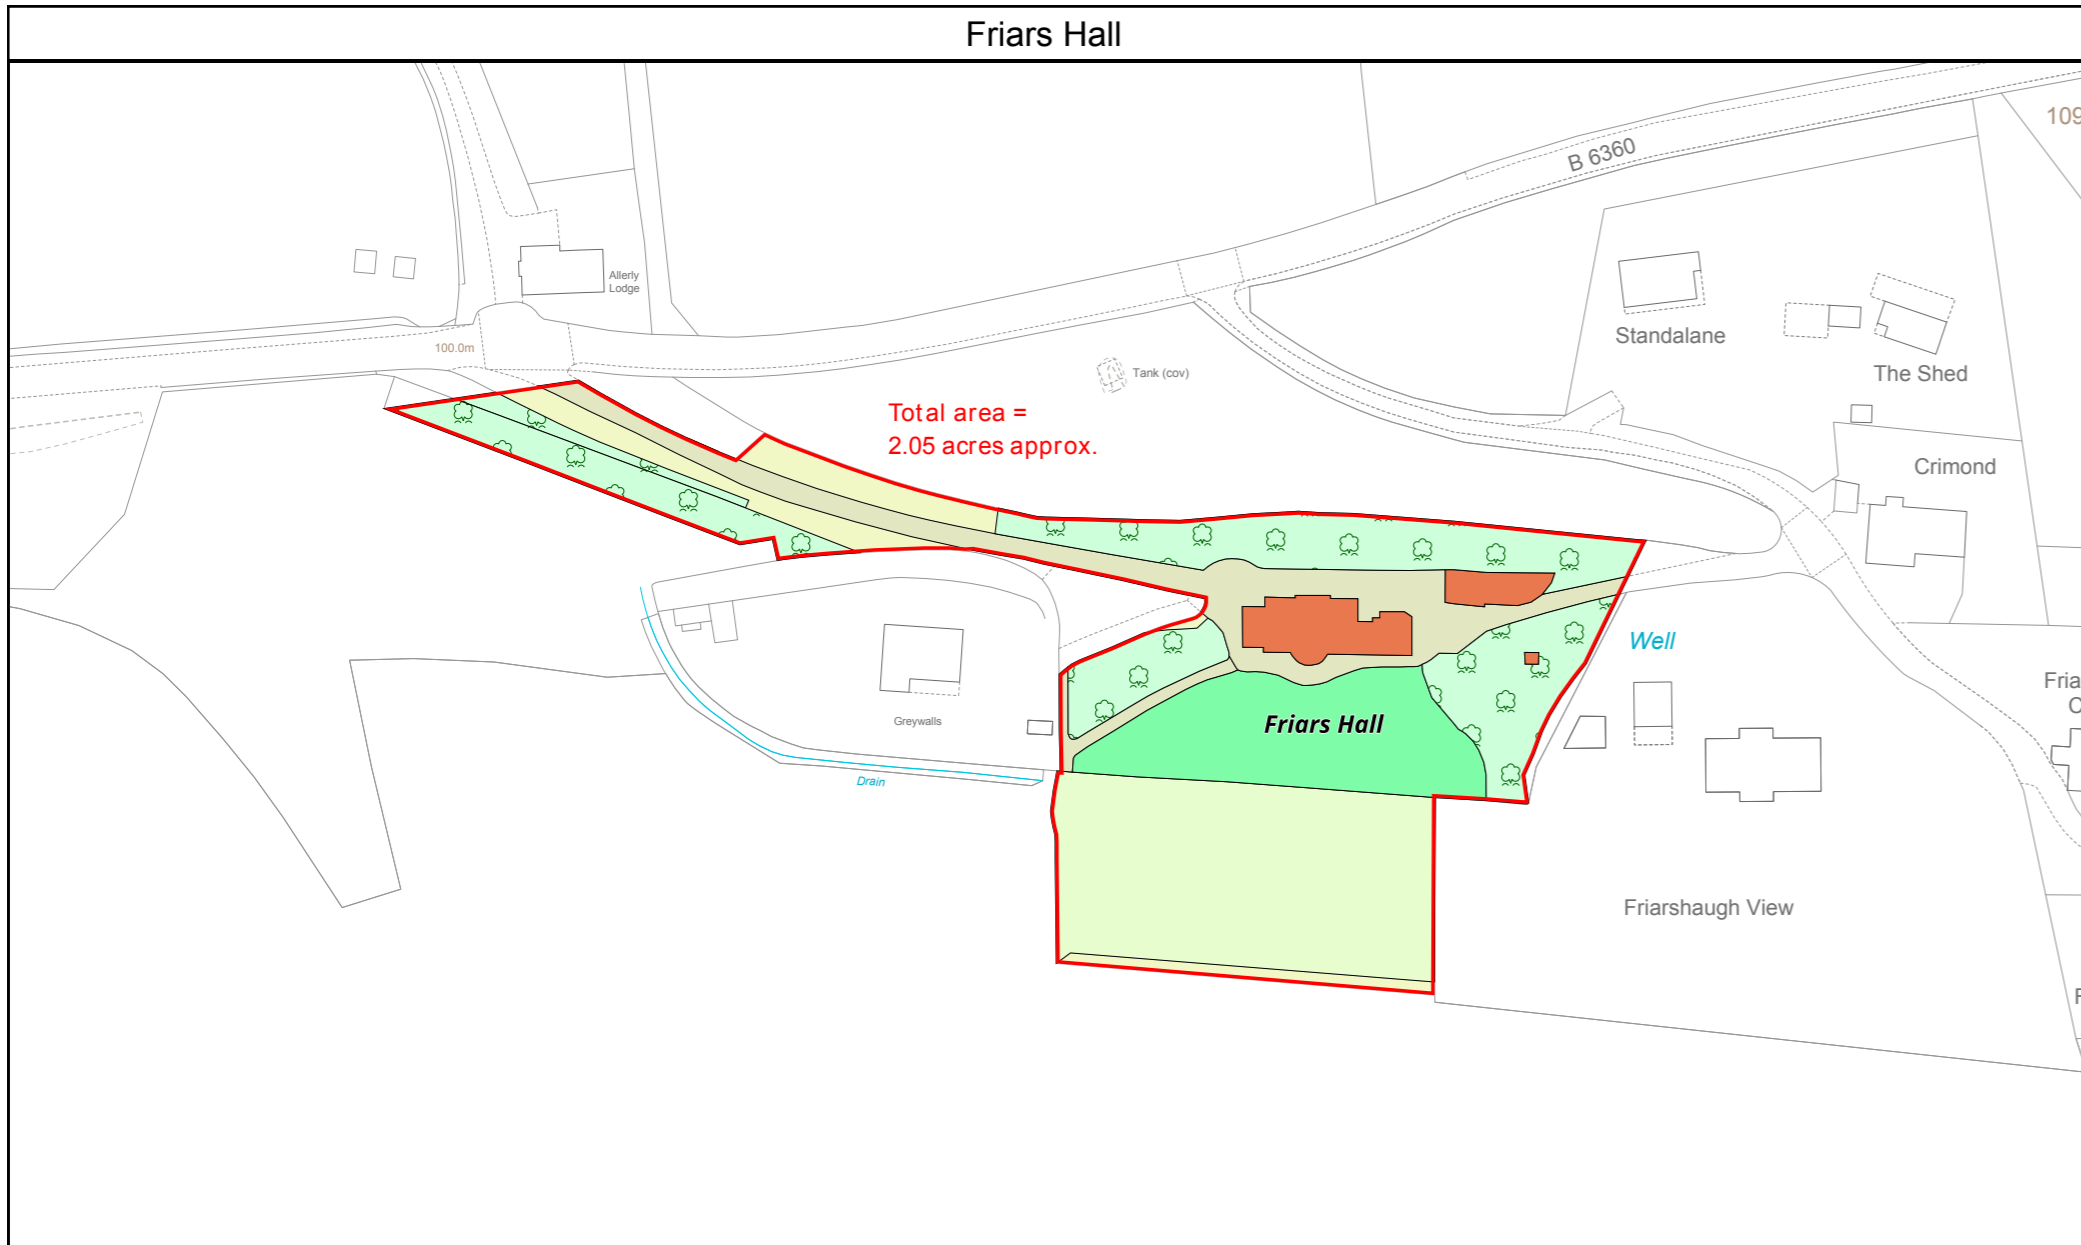 Friars Hall
109
B 6360
Allerly
Lodge
Standalane
100.0m
Tank (cov)
The Shed
Total area =
2.05 acres approx.
Crimond
Well
Fria
C
Greywalls
Friars Hall
Drain
Friarshaugh View
F